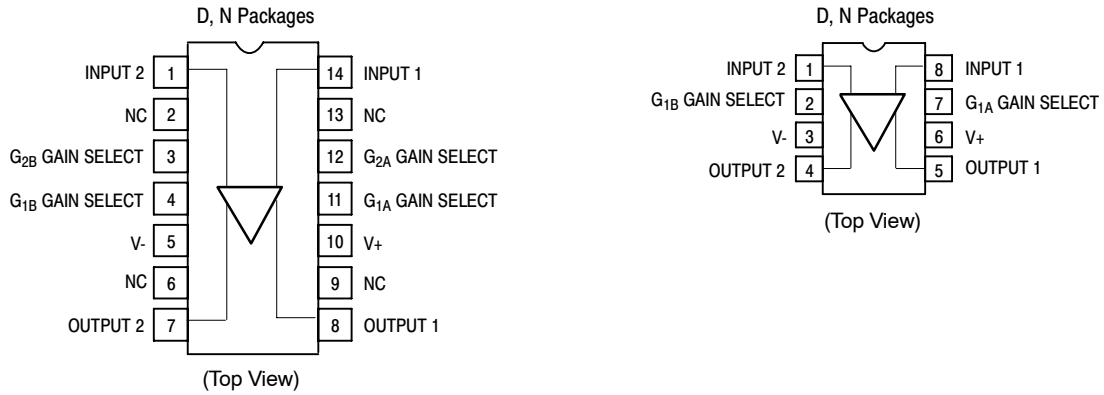 D, N Packages
INPUT 2 1 14 INPUT 1
NC 2 13 NC
G2B GAIN SELECT 3 12 G2A GAIN SELECT
G1B GAIN SELECT 4 11 G1A GAIN SELECT
V- 5 10 V+
NC 6 9 NC
OUTPUT 2 7 8 OUTPUT 1
(Top View)
D, N Packages
INPUT 2 1 8 INPUT 1
G1B GAIN SELECT 2 7 G1A GAIN SELECT
V- 3 6 V+
OUTPUT 2 4 5 OUTPUT 1
(Top View)